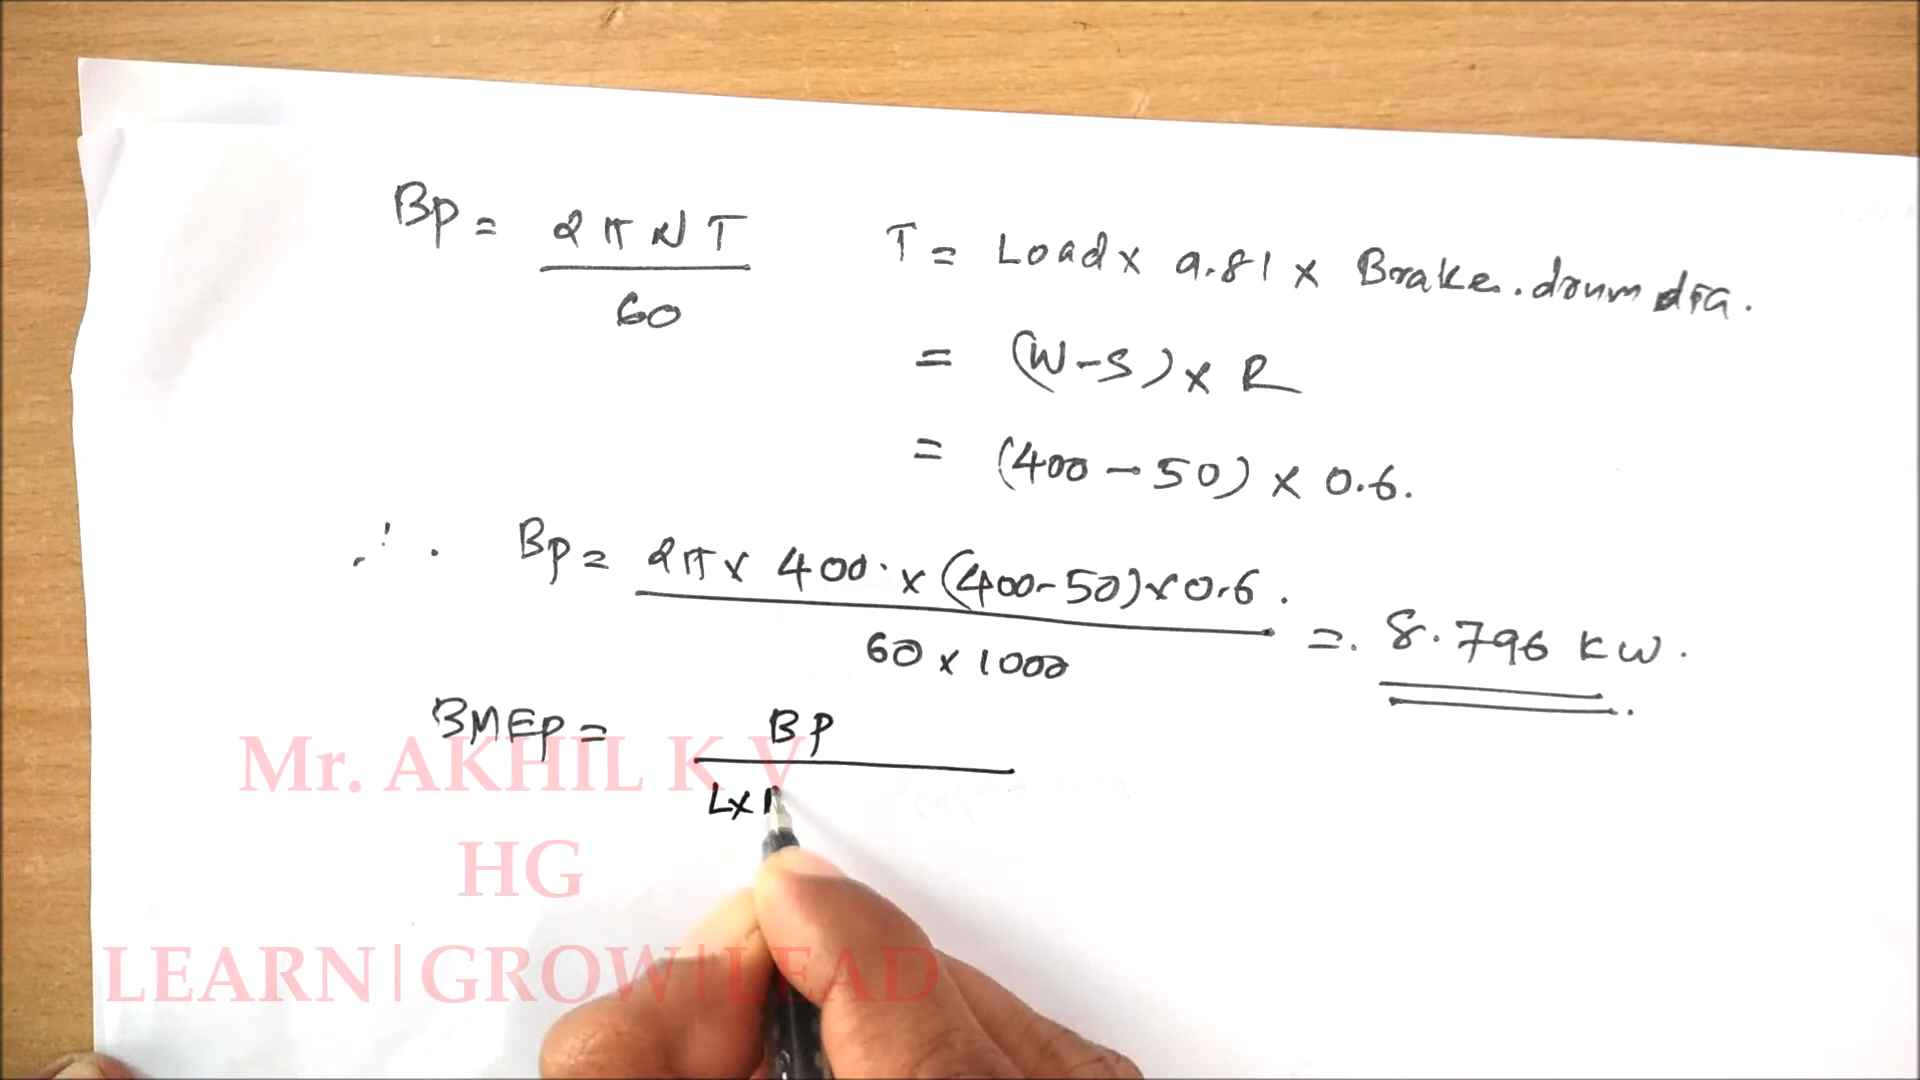 Bp = 2πNT / 60
T = Load x 9.81 x Brake.drum dia.
= (W-S) x R
= (400-50) x 0.6.
∴ Bp = 2π x 400 x (400-50) x 0.6. / 60 x 1000 = 8.796 kw.
BMEP = BP / Lx
Mr. AKHIL K V
HG
LEARN|GROW|LEAD